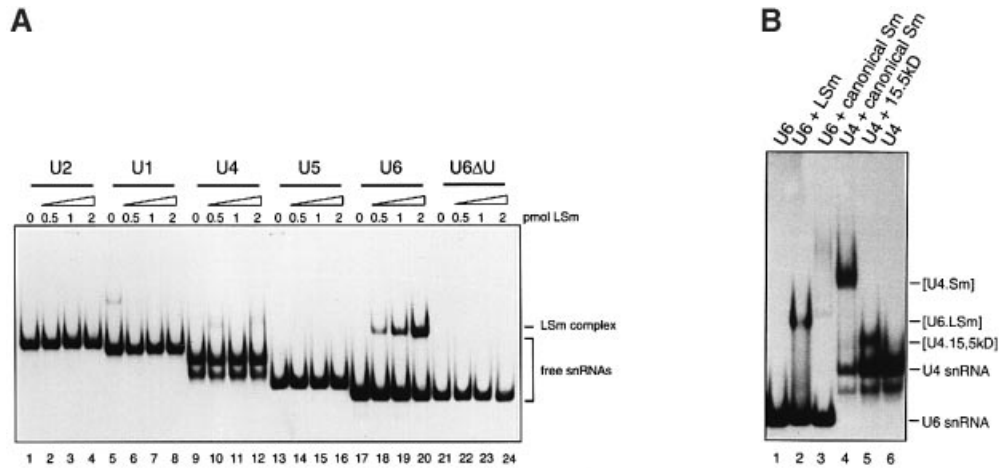 A
U2 U1 U4 U5 U6 U6ΔU
0 0.5 1 2 0 0.5 1 2 0 0.5 1 2 0 0.5 1 2 0 0.5 1 2 0 0.5 1 2 pmol LSm
LSm complex
free snRNAs
1 2 3 4 5 6 7 8 9 10 11 12 13 14 15 16 17 18 19 20 21 22 23 24
B
U6
U6 + LSm
U6 + canonical Sm
U4 + canonical Sm
U4 + 15.5kD
U4
[U4.Sm]
[U6.LSm]
[U4.15,5kD]
U4 snRNA
U6 snRNA
1 2 3 4 5 6